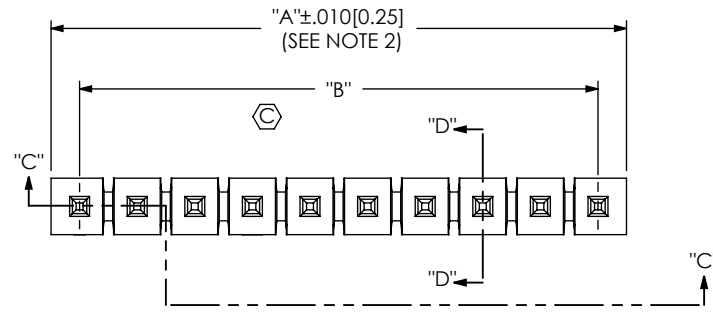 "A"±.010[0.25]
(SEE NOTE 2)
"B"
C
"D"
"C"
"C
"D"